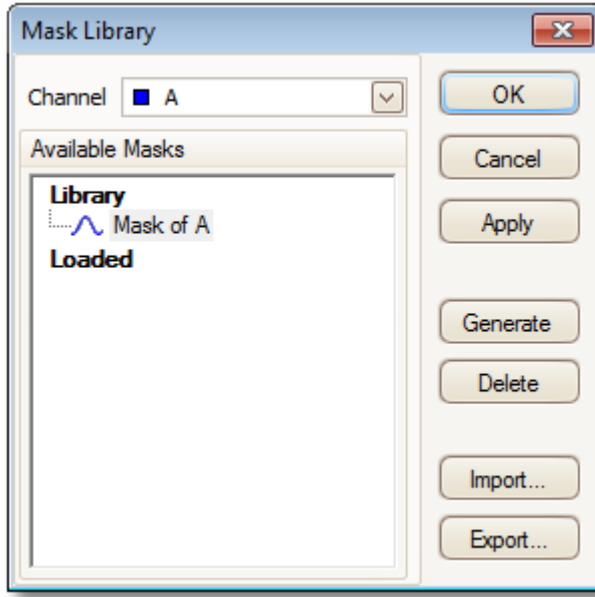 Mask Library
Channel A
Available Masks
Library
Mask of A
Loaded
OK
Cancel
Apply
Generate
Delete
Import...
Export...